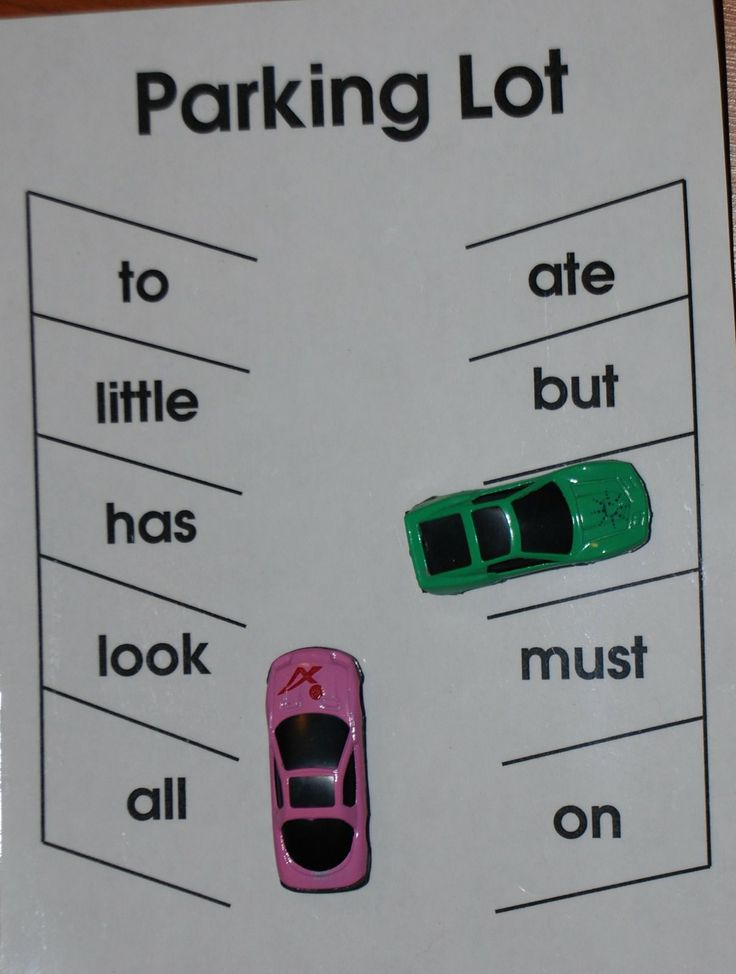 Parking Lot
to
little
has
look
all
ate
but
must
on